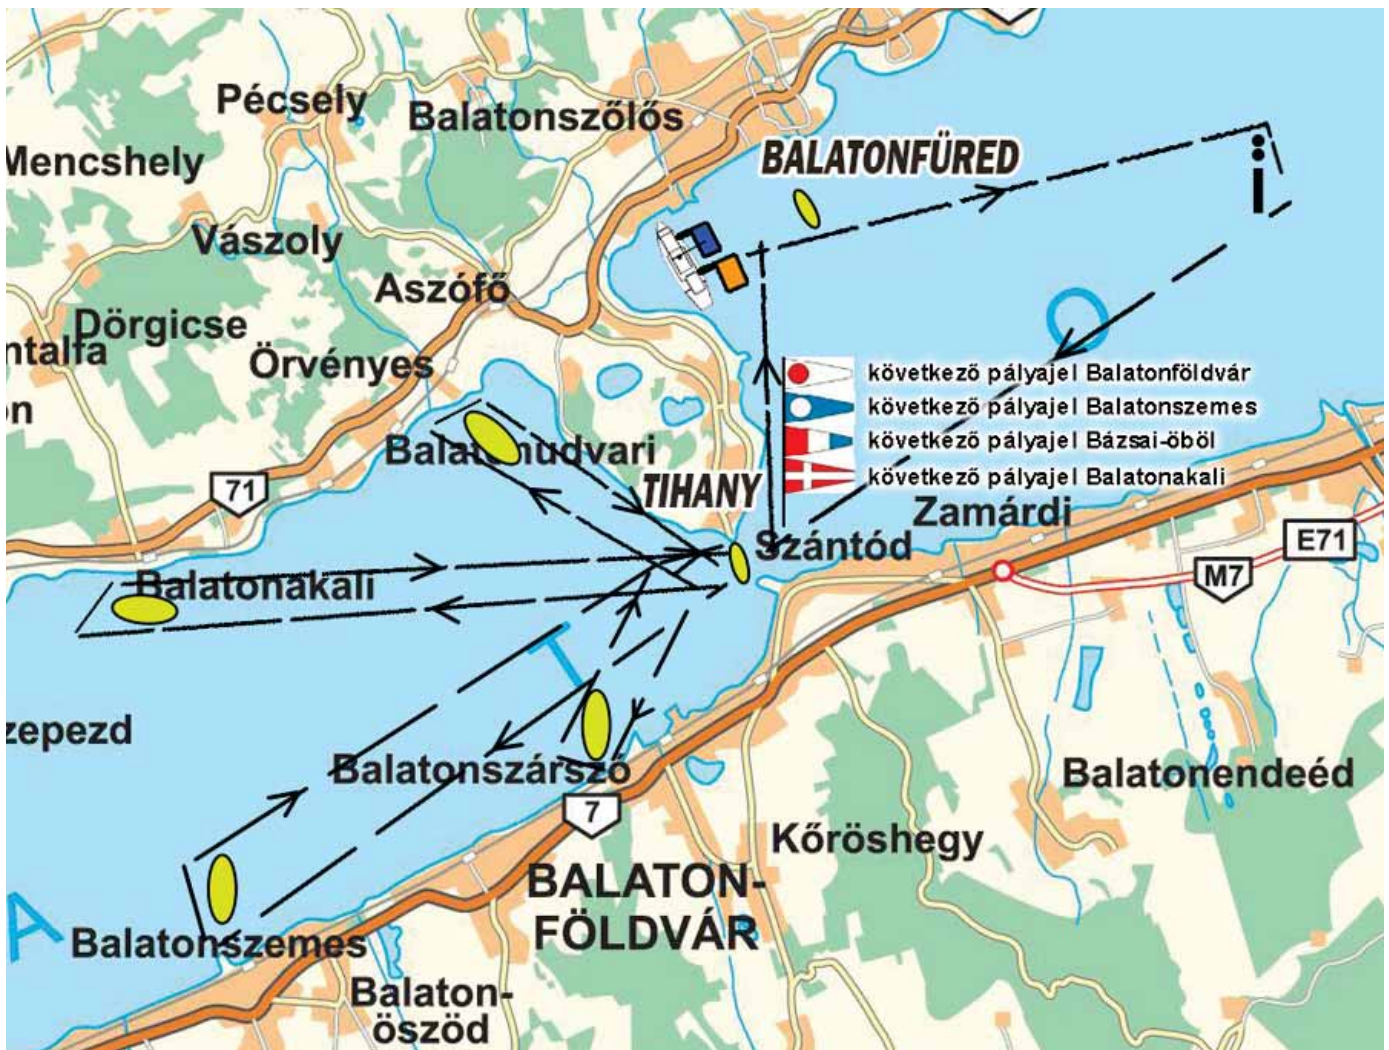 Pécsely
Balatonszőlős
Mencshely
BALATONFÜRED
Vászoly
Aszófő
Dörgicse
ntalfa
Örvényes
on
következő pályajel Balatonföldvár
következő pályajel Balatonszemes
következő pályajel Bázsai-öböl
következő pályajel Balatonakali
Balatonudvari
TIHANY
71
O
Zamárdi
Szántód
E71
M7
Balatonakali
T
zepezd
Balatonszárszó
Balatonendeéd
7
Kőröshegy
BALATON-
FÖLDVÁR
A
Balatonszemes
Balaton-
öszöd